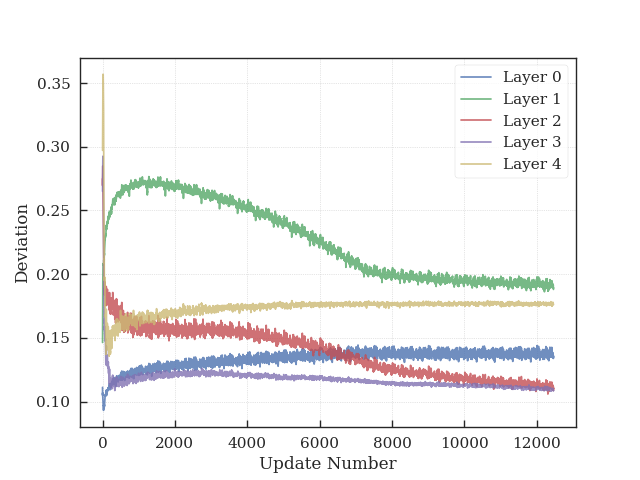 0.35
0.30
0.25
0.20
0.15
0.10
Deviation
0 2000 4000 6000 8000 10000 12000
Update Number
Layer 0
Layer 1
Layer 2
Layer 3
Layer 4